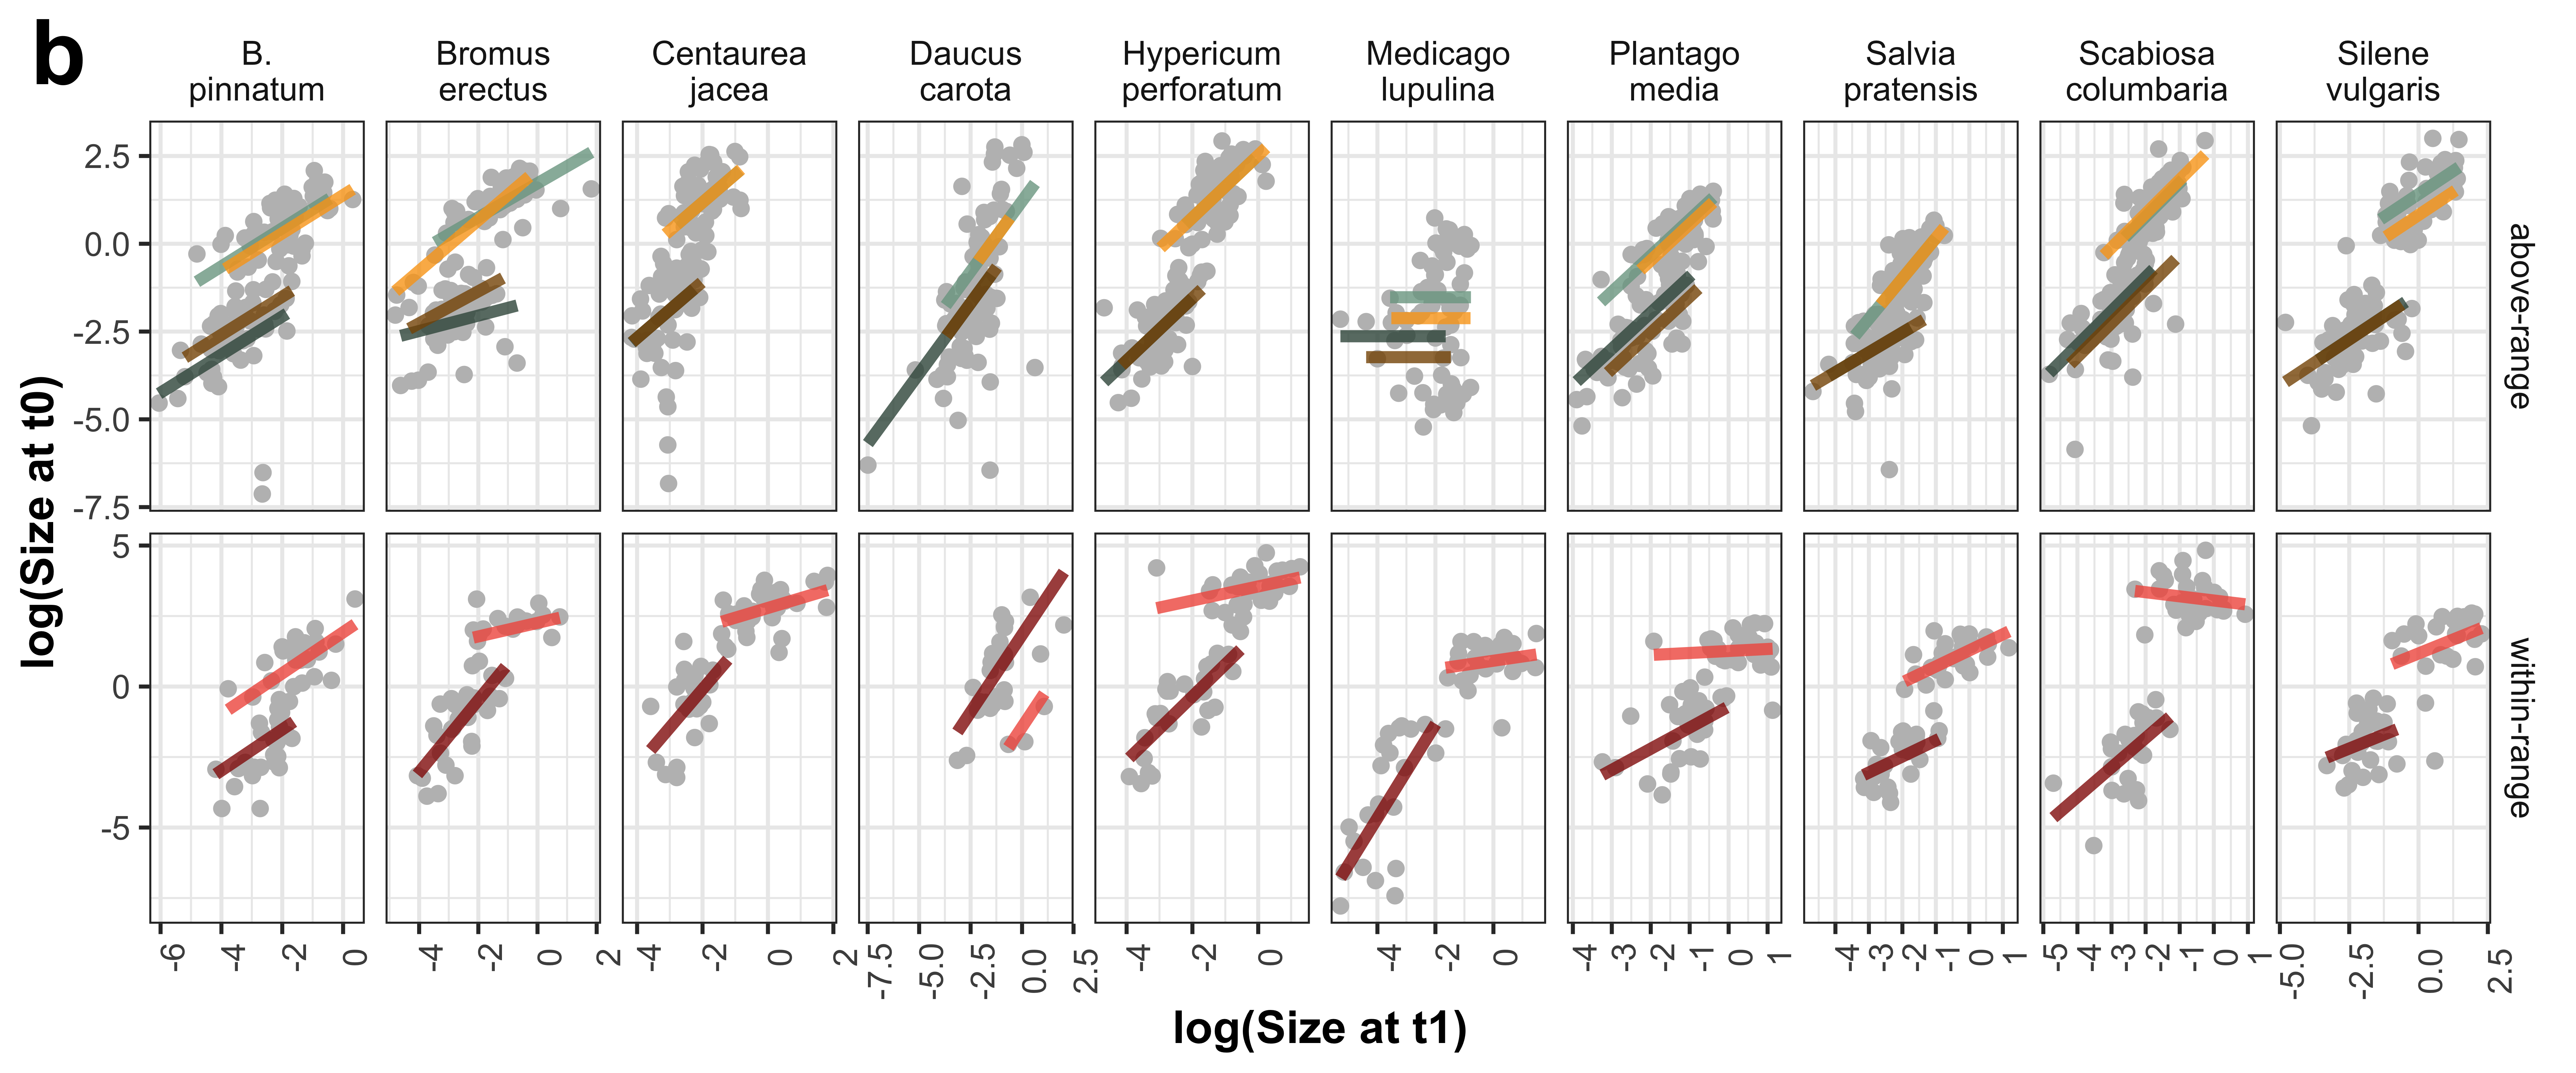 b
B.
pinnatum
Bromus
erectus
Centaurea
jacea
Daucus
carota
Hypericum
perforatum
Medicago
lupulina
Plantago
media
Salvia
pratensis
Scabiosa
columbaria
Silene
vulgaris
log(Size at t0)
2.5
0.0
-2.5
-5.0
-7.5
above-range
5
0
-5
within-range
-6 -4 -2 0
-4 -2 0 2
-4 -2 0 2
-7.5 -5.0 -2.5 0.0 2.5
-4 -2 0
-4 -2 0
-4 -3 -2 -1 0 1
-4 -3 -2 -1 0 1
-5 -4 -3 -2 -1 0 1
-5.0 -2.5 0.0 2.5
log(Size at t1)